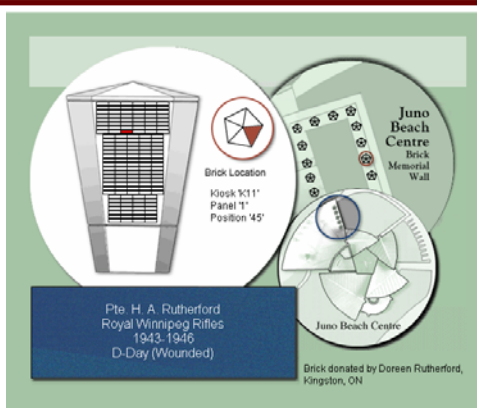 Juno
Beach
Centre
Brick
Memorial
Wall
Brick Location
Kiosk 'K11'
Panel '1'
Position '45'
Pte. H. A. Rutherford
Royal Winnipeg Rifles
1943-1946
D-Day (Wounded)
Juno Beach Centre
Brick donated by Doreen Rutherford,
Kingston, ON